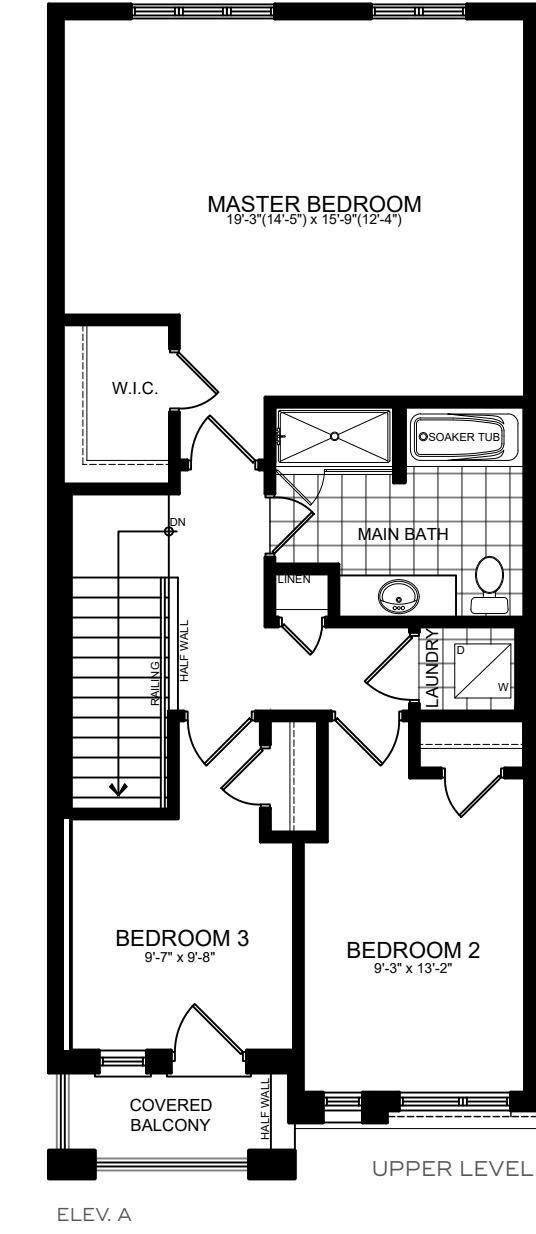 MASTER BEDROOM
19'-3"(14'-5") x 15'-9"(12'-4")
W.I.C.
SOAKER TUB
DN
MAIN BATH
LINEN
HALF WALL
RAILING
LAUNDRY
D
W
BEDROOM 3
9'-7" x 9'-8"
BEDROOM 2
9'-3" x 13'-2"
COVERED
BALCONY
HALF WALL
UPPER LEVEL
ELEV. A